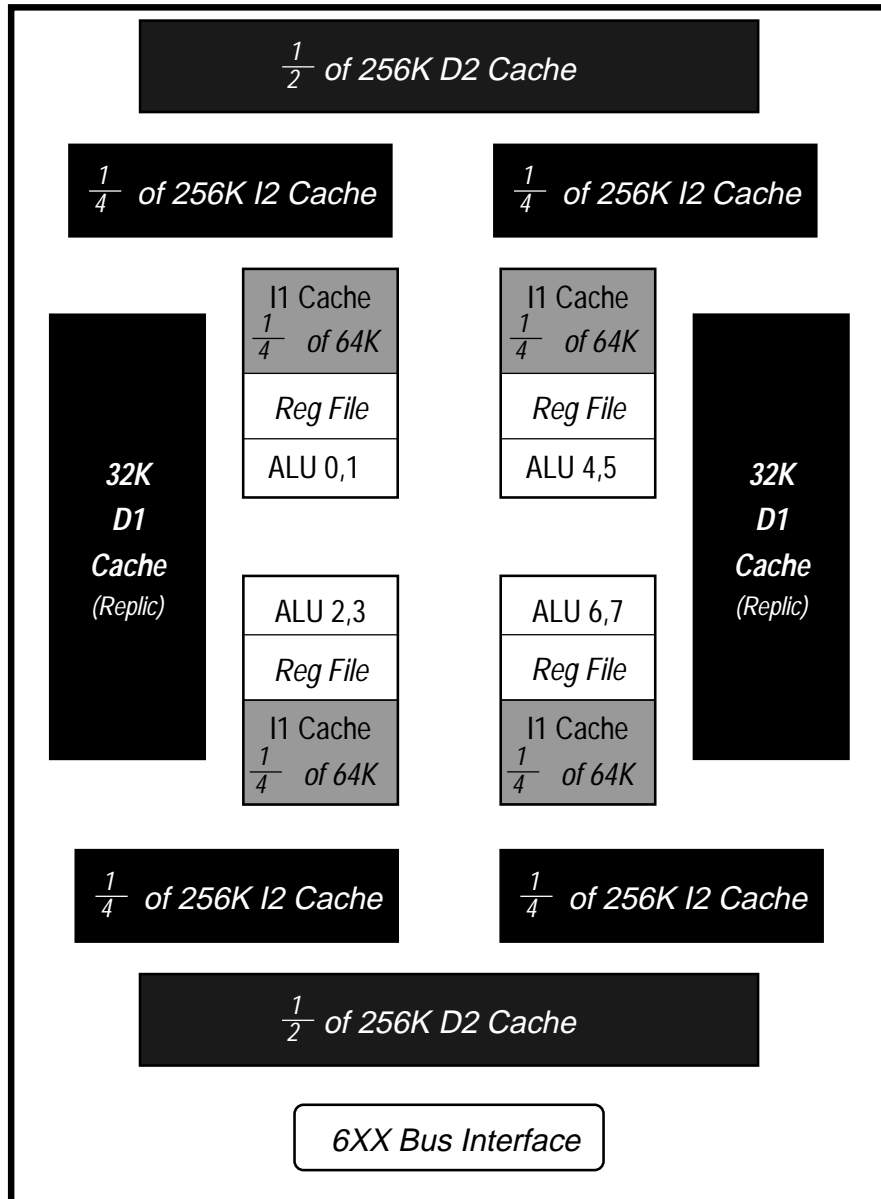 1/2 of 256K D2 Cache
1/4 of 256K I2 Cache
1/4 of 256K I2 Cache
I1 Cache
1/4 of 64K
Reg File
ALU 0,1
I1 Cache
1/4 of 64K
Reg File
ALU 4,5
32K
D1
Cache
(Replic)
32K
D1
Cache
(Replic)
ALU 2,3
Reg File
I1 Cache
1/4 of 64K
ALU 6,7
Reg File
I1 Cache
1/4 of 64K
1/4 of 256K I2 Cache
1/4 of 256K I2 Cache
1/2 of 256K D2 Cache
6XX Bus Interface